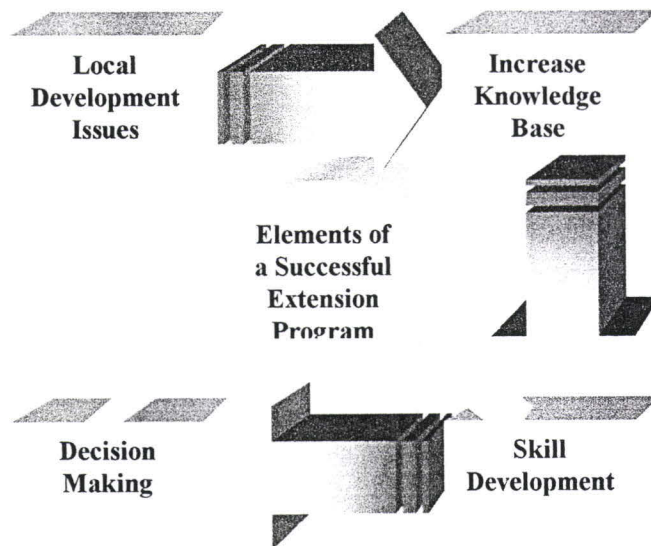 Local
Development
Issues
Increase
Knowledge
Base
Elements of
a Successful
Extension
Program
Decision
Making
Skill
Development